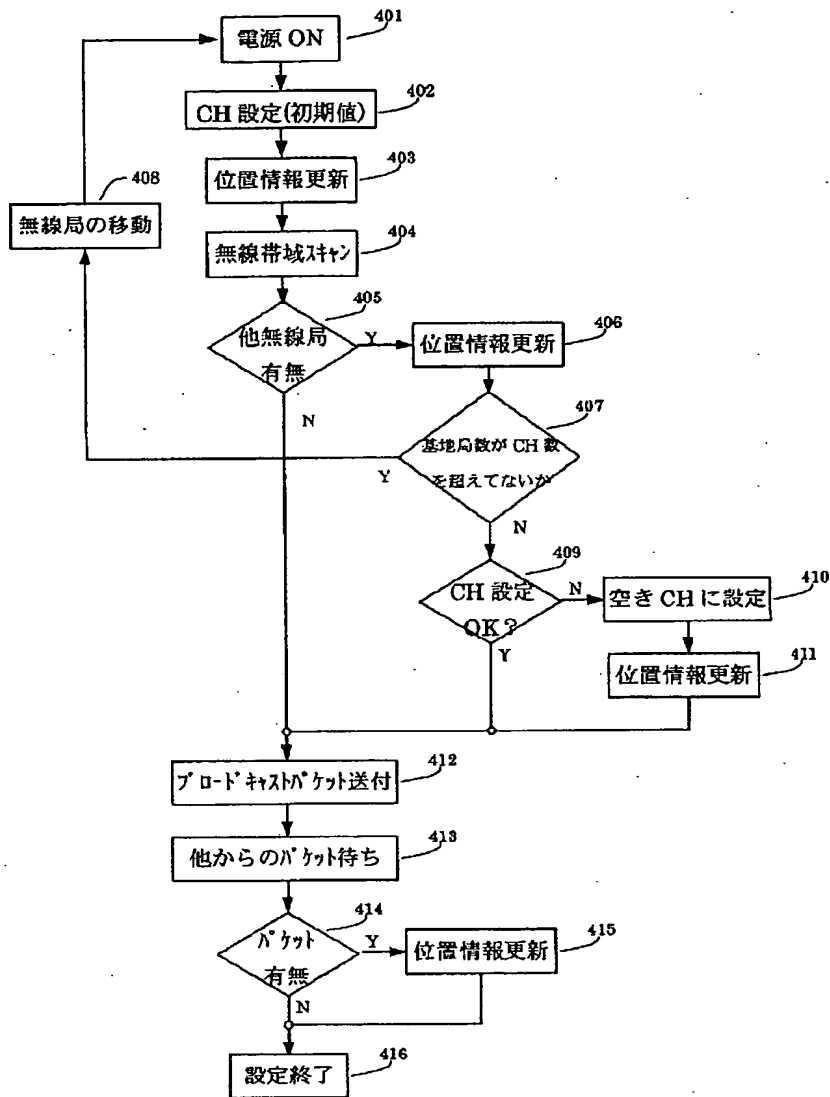 電源 ON
401
CH 設定(初期値)
402
位置情報更新
403
408
無線局の移動
無線帯域スキャン
404
405
他無線局
有無
Y
N
位置情報更新
406
407
基地局数が CH 数
を超えてないか
Y
N
409
CH 設定
OK?
N
Y
空き CH に設定
410
位置情報更新
411
ブロードキャストパケット送付
412
他からのパケット待ち
413
414
パケット
有無
Y
N
位置情報更新
415
設定終了
416